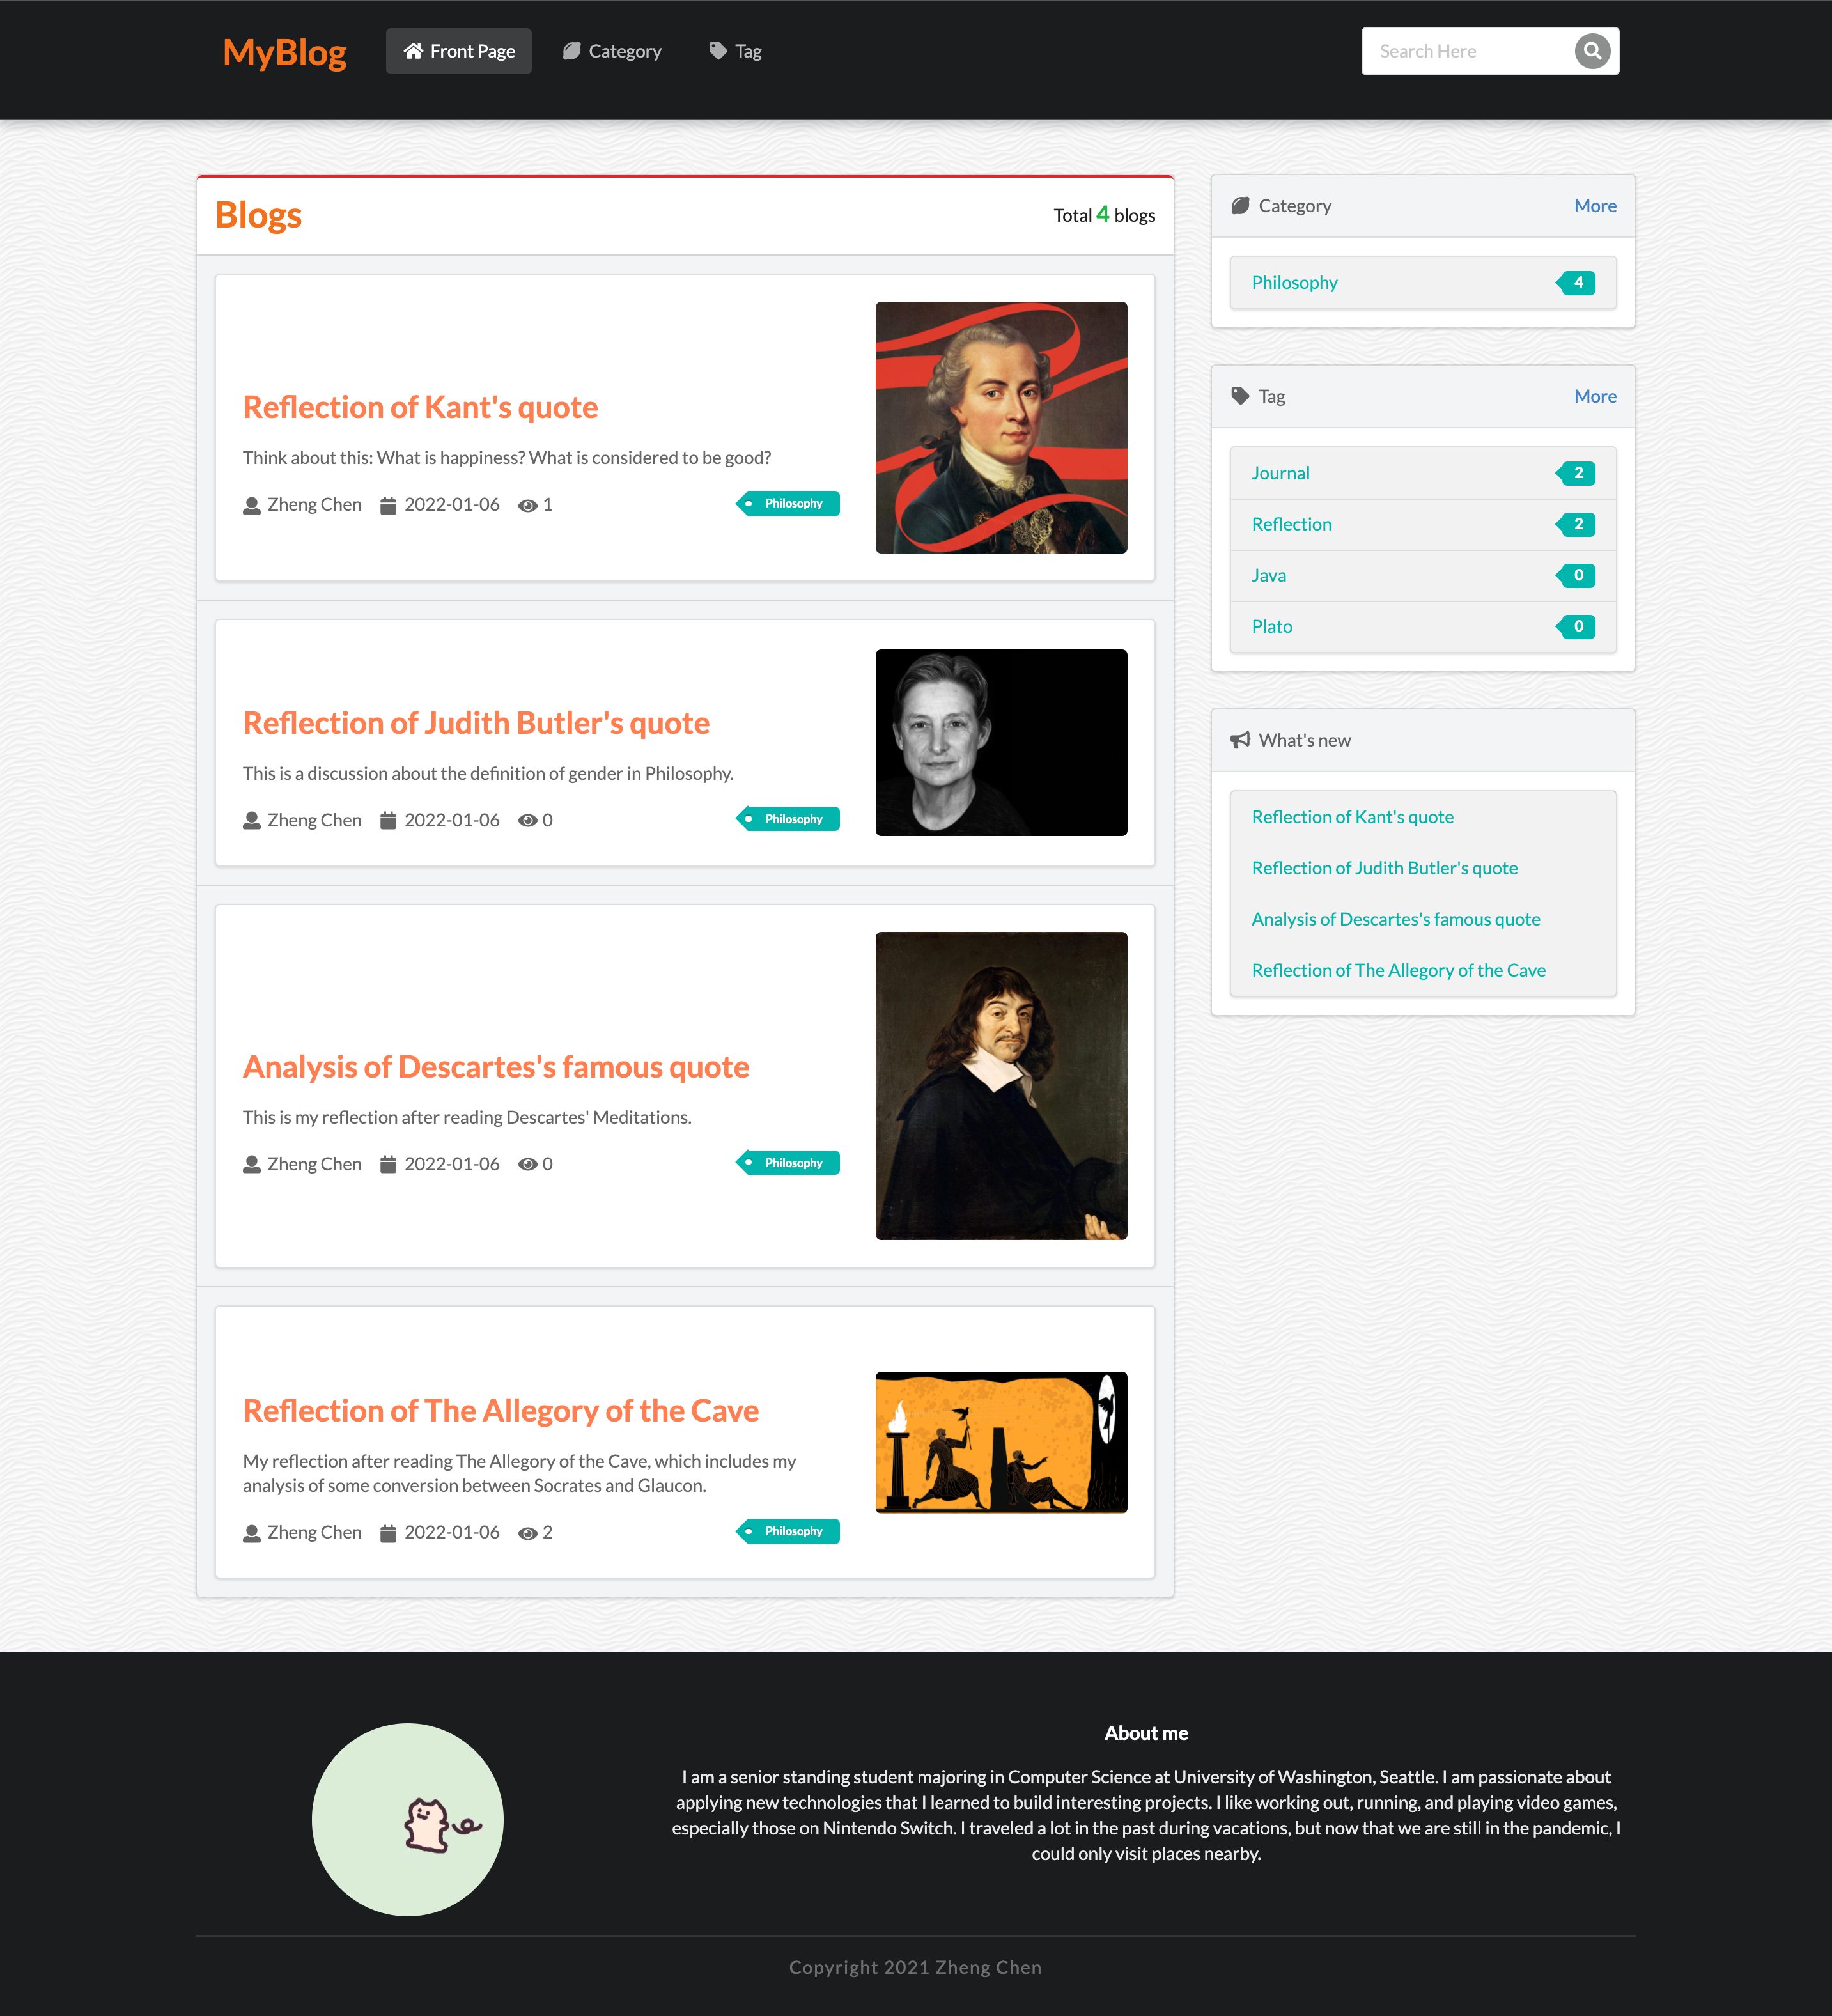 MyBlog
Front Page
Category
Tag
Search Here
Blogs
Total 4 blogs
Reflection of Kant's quote
Think about this: What is happiness? What is considered to be good?
Zheng Chen 2022-01-06 1
Philosophy
Reflection of Judith Butler's quote
This is a discussion about the definition of gender in Philosophy.
Zheng Chen 2022-01-06 0
Philosophy
Analysis of Descartes's famous quote
This is my reflection after reading Descartes' Meditations.
Zheng Chen 2022-01-06 0
Philosophy
Reflection of The Allegory of the Cave
My reflection after reading The Allegory of the Cave, which includes my
analysis of some conversion between Socrates and Glaucon.
Zheng Chen 2022-01-06 2
Philosophy
Category More
Philosophy 4
Tag More
Journal 2
Reflection 2
Java 0
Plato 0
What's new
Reflection of Kant's quote
Reflection of Judith Butler's quote
Analysis of Descartes's famous quote
Reflection of The Allegory of the Cave
About me
I am a senior standing student majoring in Computer Science at University of Washington, Seattle. I am passionate about
applying new technologies that I learned to build interesting projects. I like working out, running, and playing video games,
especially those on Nintendo Switch. I traveled a lot in the past during vacations, but now that we are still in the pandemic, I
could only visit places nearby.
Copyright 2021 Zheng Chen